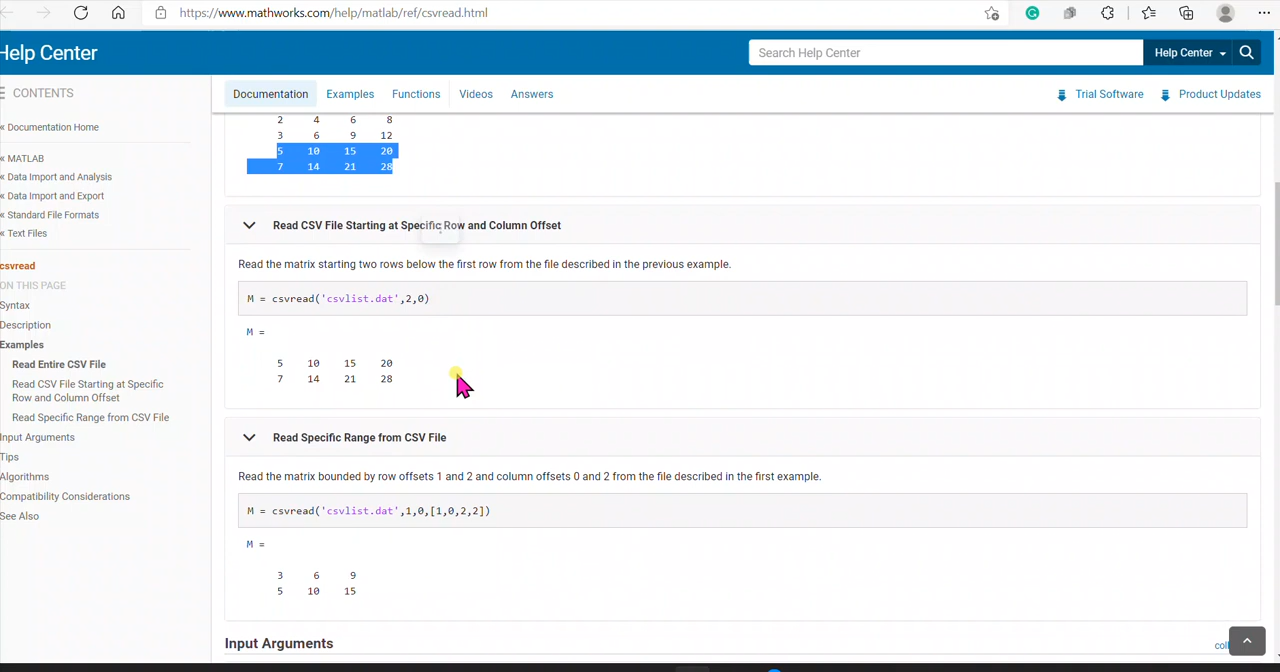 https://www.mathworks.com/help/matlab/ref/csvread.html
Help Center
Search Help Center
Help Center
CONTENTS
Documentation
Examples
Functions
Videos
Answers
Trial Software
Product Updates
« Documentation Home
« MATLAB
« Data Import and Analysis
« Data Import and Export
« Standard File Formats
« Text Files
csvread
ON THIS PAGE
Syntax
Description
Examples
Read Entire CSV File
Read CSV File Starting at Specific
Row and Column Offset
Read Specific Range from CSV File
Input Arguments
Tips
Algorithms
Compatibility Considerations
See Also
2 4 6 8
3 6 9 12
5 10 15 20
7 14 21 28
Read CSV File Starting at Specific Row and Column Offset
Read the matrix starting two rows below the first row from the file described in the previous example.
M = csvread('csvlist.dat',2,0)
M =
5 10 15 20
7 14 21 28
Read Specific Range from CSV File
Read the matrix bounded by row offsets 1 and 2 and column offsets 0 and 2 from the file described in the first example.
M = csvread('csvlist.dat',1,0,[1,0,2,2])
M =
3 6 9
5 10 15
Input Arguments